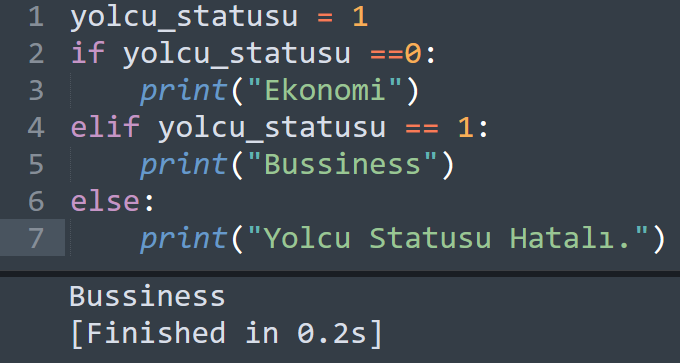 1 yolcu_statusu = 1
2 if yolcu_statusu ==0:
3     print("Ekonomi")
4 elif yolcu_statusu == 1:
5     print("Bussiness")
6 else:
7     print("Yolcu Statusu Hatalı.")
Bussiness
[Finished in 0.2s]